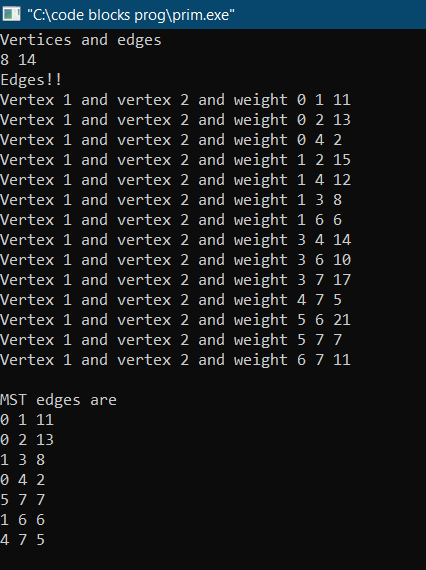 "C:\code blocks prog\prim.exe"
Vertices and edges
8 14
Edges!!
Vertex 1 and vertex 2 and weight 0 1 11
Vertex 1 and vertex 2 and weight 0 2 13
Vertex 1 and vertex 2 and weight 0 4 2
Vertex 1 and vertex 2 and weight 1 2 15
Vertex 1 and vertex 2 and weight 1 4 12
Vertex 1 and vertex 2 and weight 1 3 8
Vertex 1 and vertex 2 and weight 1 6 6
Vertex 1 and vertex 2 and weight 3 4 14
Vertex 1 and vertex 2 and weight 3 6 10
Vertex 1 and vertex 2 and weight 3 7 17
Vertex 1 and vertex 2 and weight 4 7 5
Vertex 1 and vertex 2 and weight 5 6 21
Vertex 1 and vertex 2 and weight 5 7 7
Vertex 1 and vertex 2 and weight 6 7 11
MST edges are
0 1 11
0 2 13
1 3 8
0 4 2
5 7 7
1 6 6
4 7 5